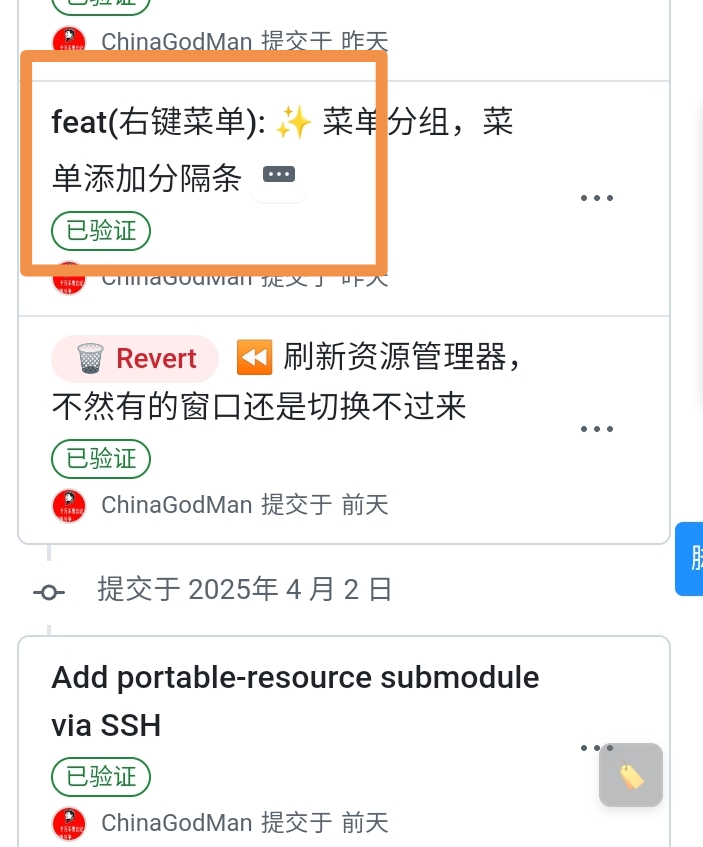 已验证
ChinaGodMan 提交于 昨天
feat(右键菜单): ✨ 菜单分组，菜
单添加分隔条
已验证
ChinaGodMan 提交于 昨天
🗑️ Revert ⏪ 刷新资源管理器，
不然有的窗口还是切换不过来
已验证
ChinaGodMan 提交于 前天
提交于 2025年 4 月 2 日
Add portable-resource submodule
via SSH
已验证
ChinaGodMan 提交于 前天